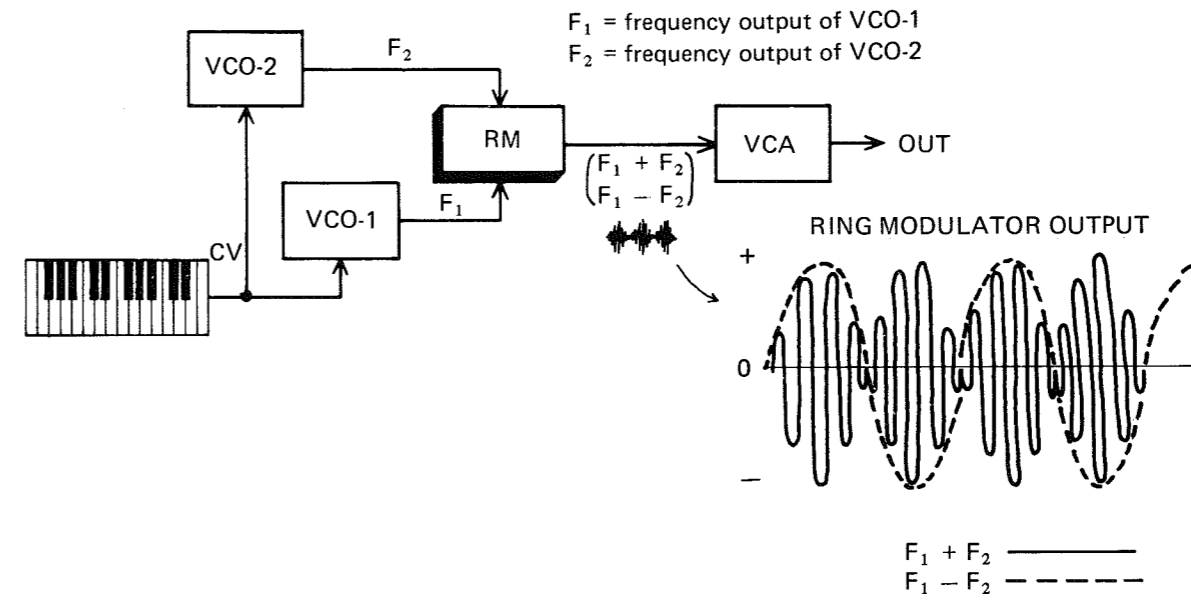 F₁ = frequency output of VCO-1
F₂ = frequency output of VCO-2
VCO-2
F₂
RM
VCA
OUT
(F₁ + F₂)
(F₁ − F₂)
VCO-1
F₁
CV
RING MODULATOR OUTPUT
+
0
−
F₁ + F₂
F₁ − F₂